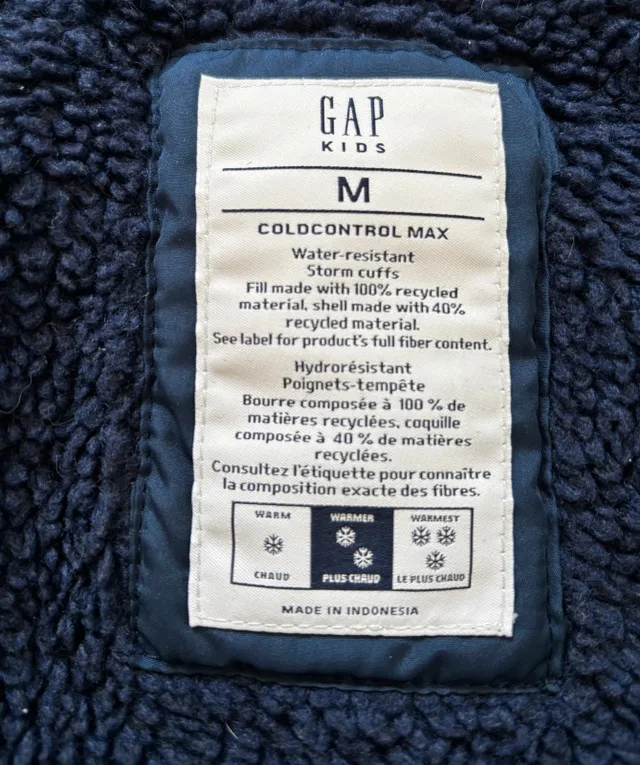 GAP
KIDS
M
COLDCONTROL MAX
Water-resistant
Storm cuffs
Fill made with 100% recycled
material, shell made with 40%
recycled material.
See label for product's full fiber content.
Hydrorésistant
Poignets-tempête
Bourre composée à 100 % de
matières recyclées, coquille
composée à 40 % de matières
recyclées.
Consultez l'étiquette pour connaître
la composition exacte des fibres.
WARM WARMER WARMEST
CHAUD PLUS CHAUD LE PLUS CHAUD
MADE IN INDONESIA